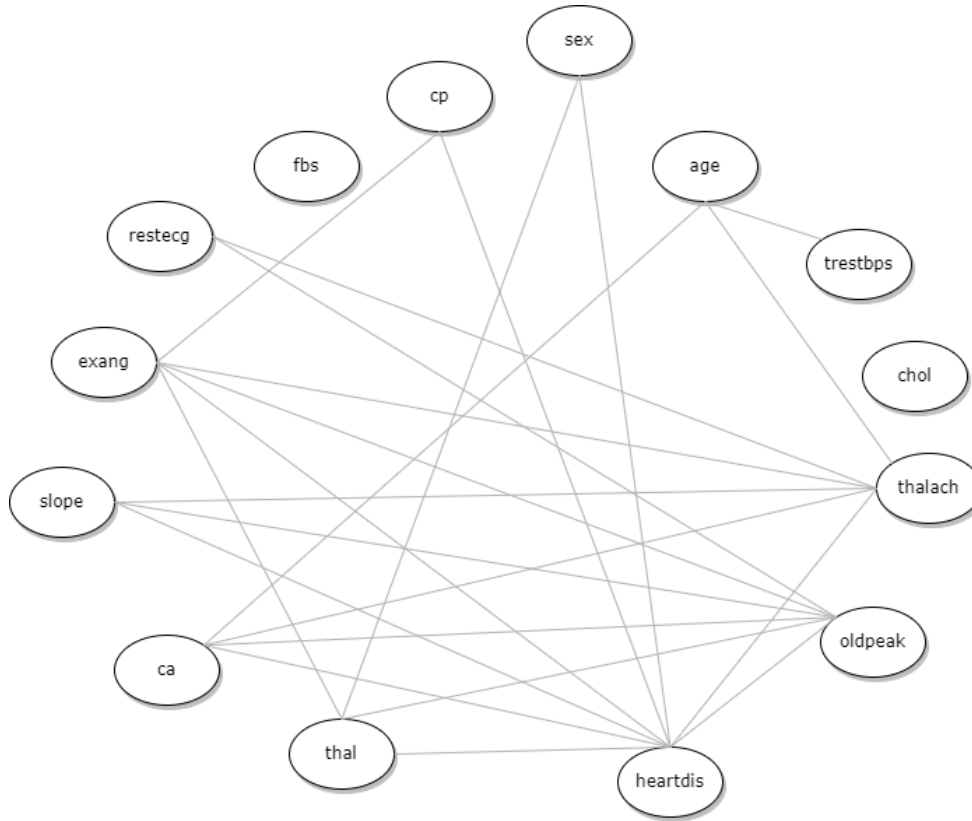 sex
cp
fbs
age
restecg
trestbps
exang
chol
slope
thalach
ca
oldpeak
thal
heartdis